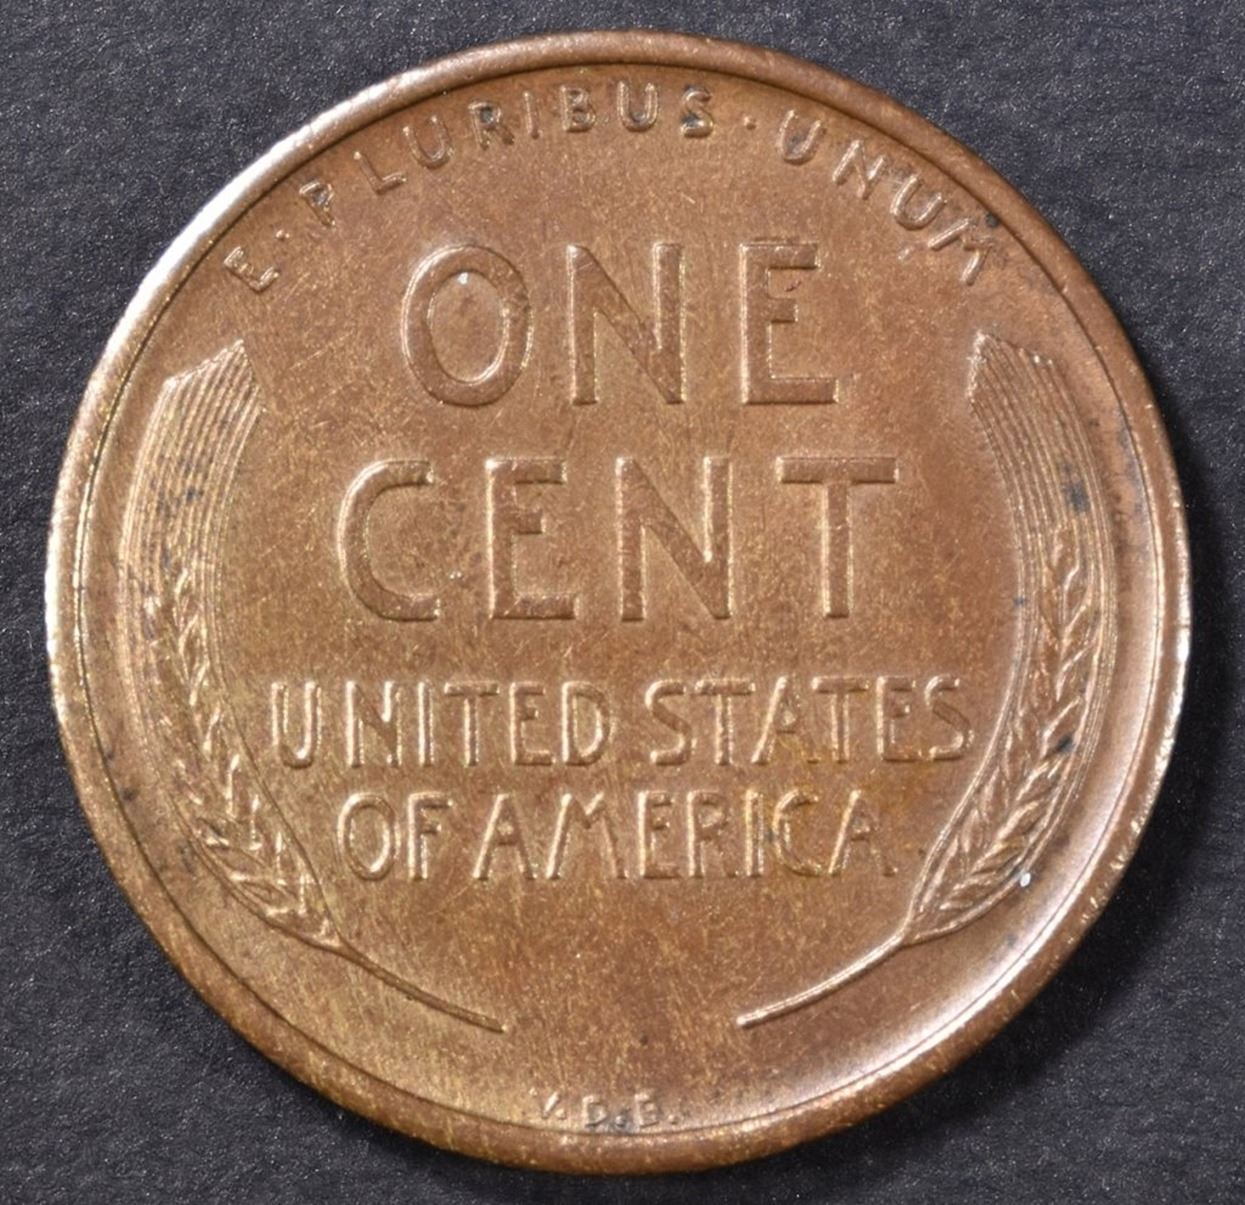 E·PLURIBUS·UNUM
ONE
CENT
UNITED STATES
OF AMERICA
V.D.B.